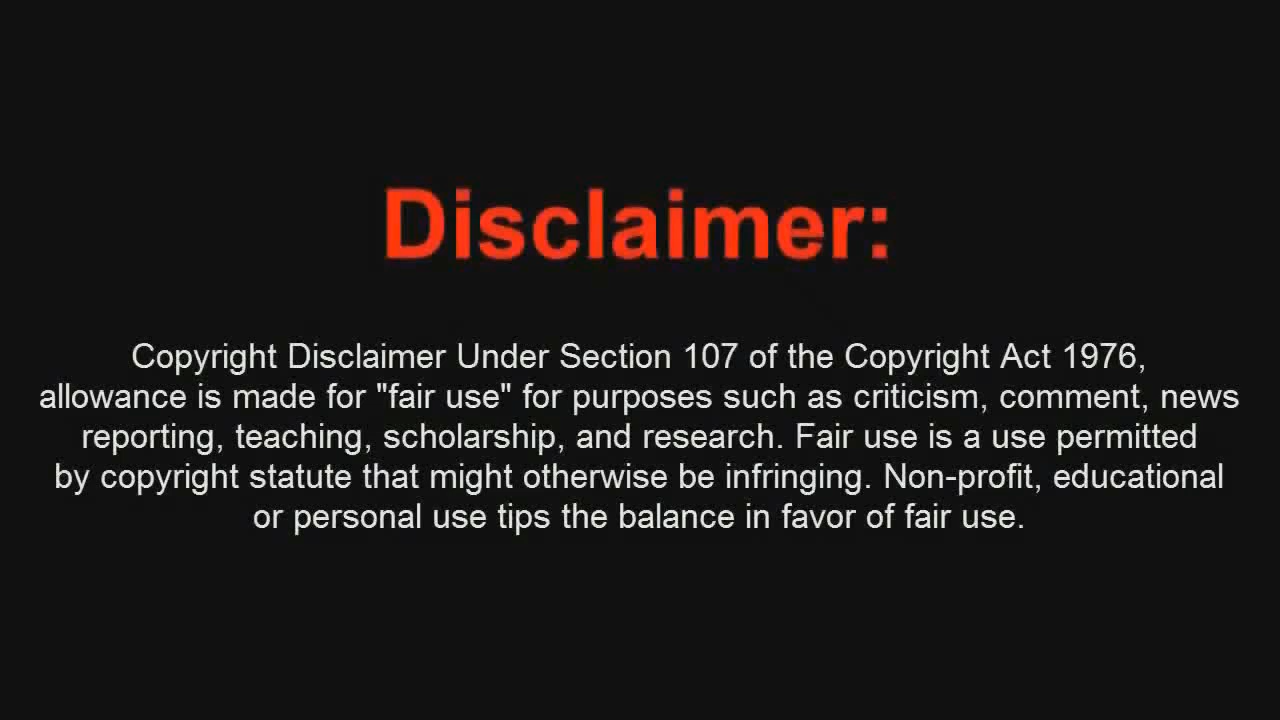 Disclaimer:
Copyright Disclaimer Under Section 107 of the Copyright Act 1976,
allowance is made for "fair use" for purposes such as criticism, comment, news
reporting, teaching, scholarship, and research. Fair use is a use permitted
by copyright statute that might otherwise be infringing. Non-profit, educational
or personal use tips the balance in favor of fair use.